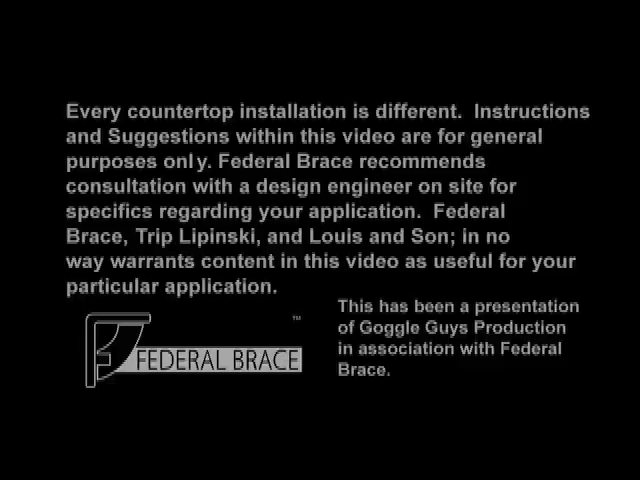 Every countertop installation is different.  Instructions
and Suggestions within this video are for general
purposes only. Federal Brace recommends
consultation with a design engineer on site for
specifics regarding your application.  Federal
Brace, Trip Lipinski, and Louis and Son; in no
way warrants content in this video as useful for your
particular application.
This has been a presentation
of Goggle Guys Production
in association with Federal
Brace.
™
FEDERAL BRACE